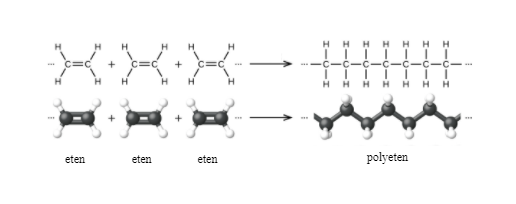 H H H H H H H H H H H H H
··· C=C + C=C + C=C ··· ··· –C–C–C–C–C–C–C– ···
H H H H H H H H H H H H H
··· + + ··· ··· ···
eten eten eten polyeten